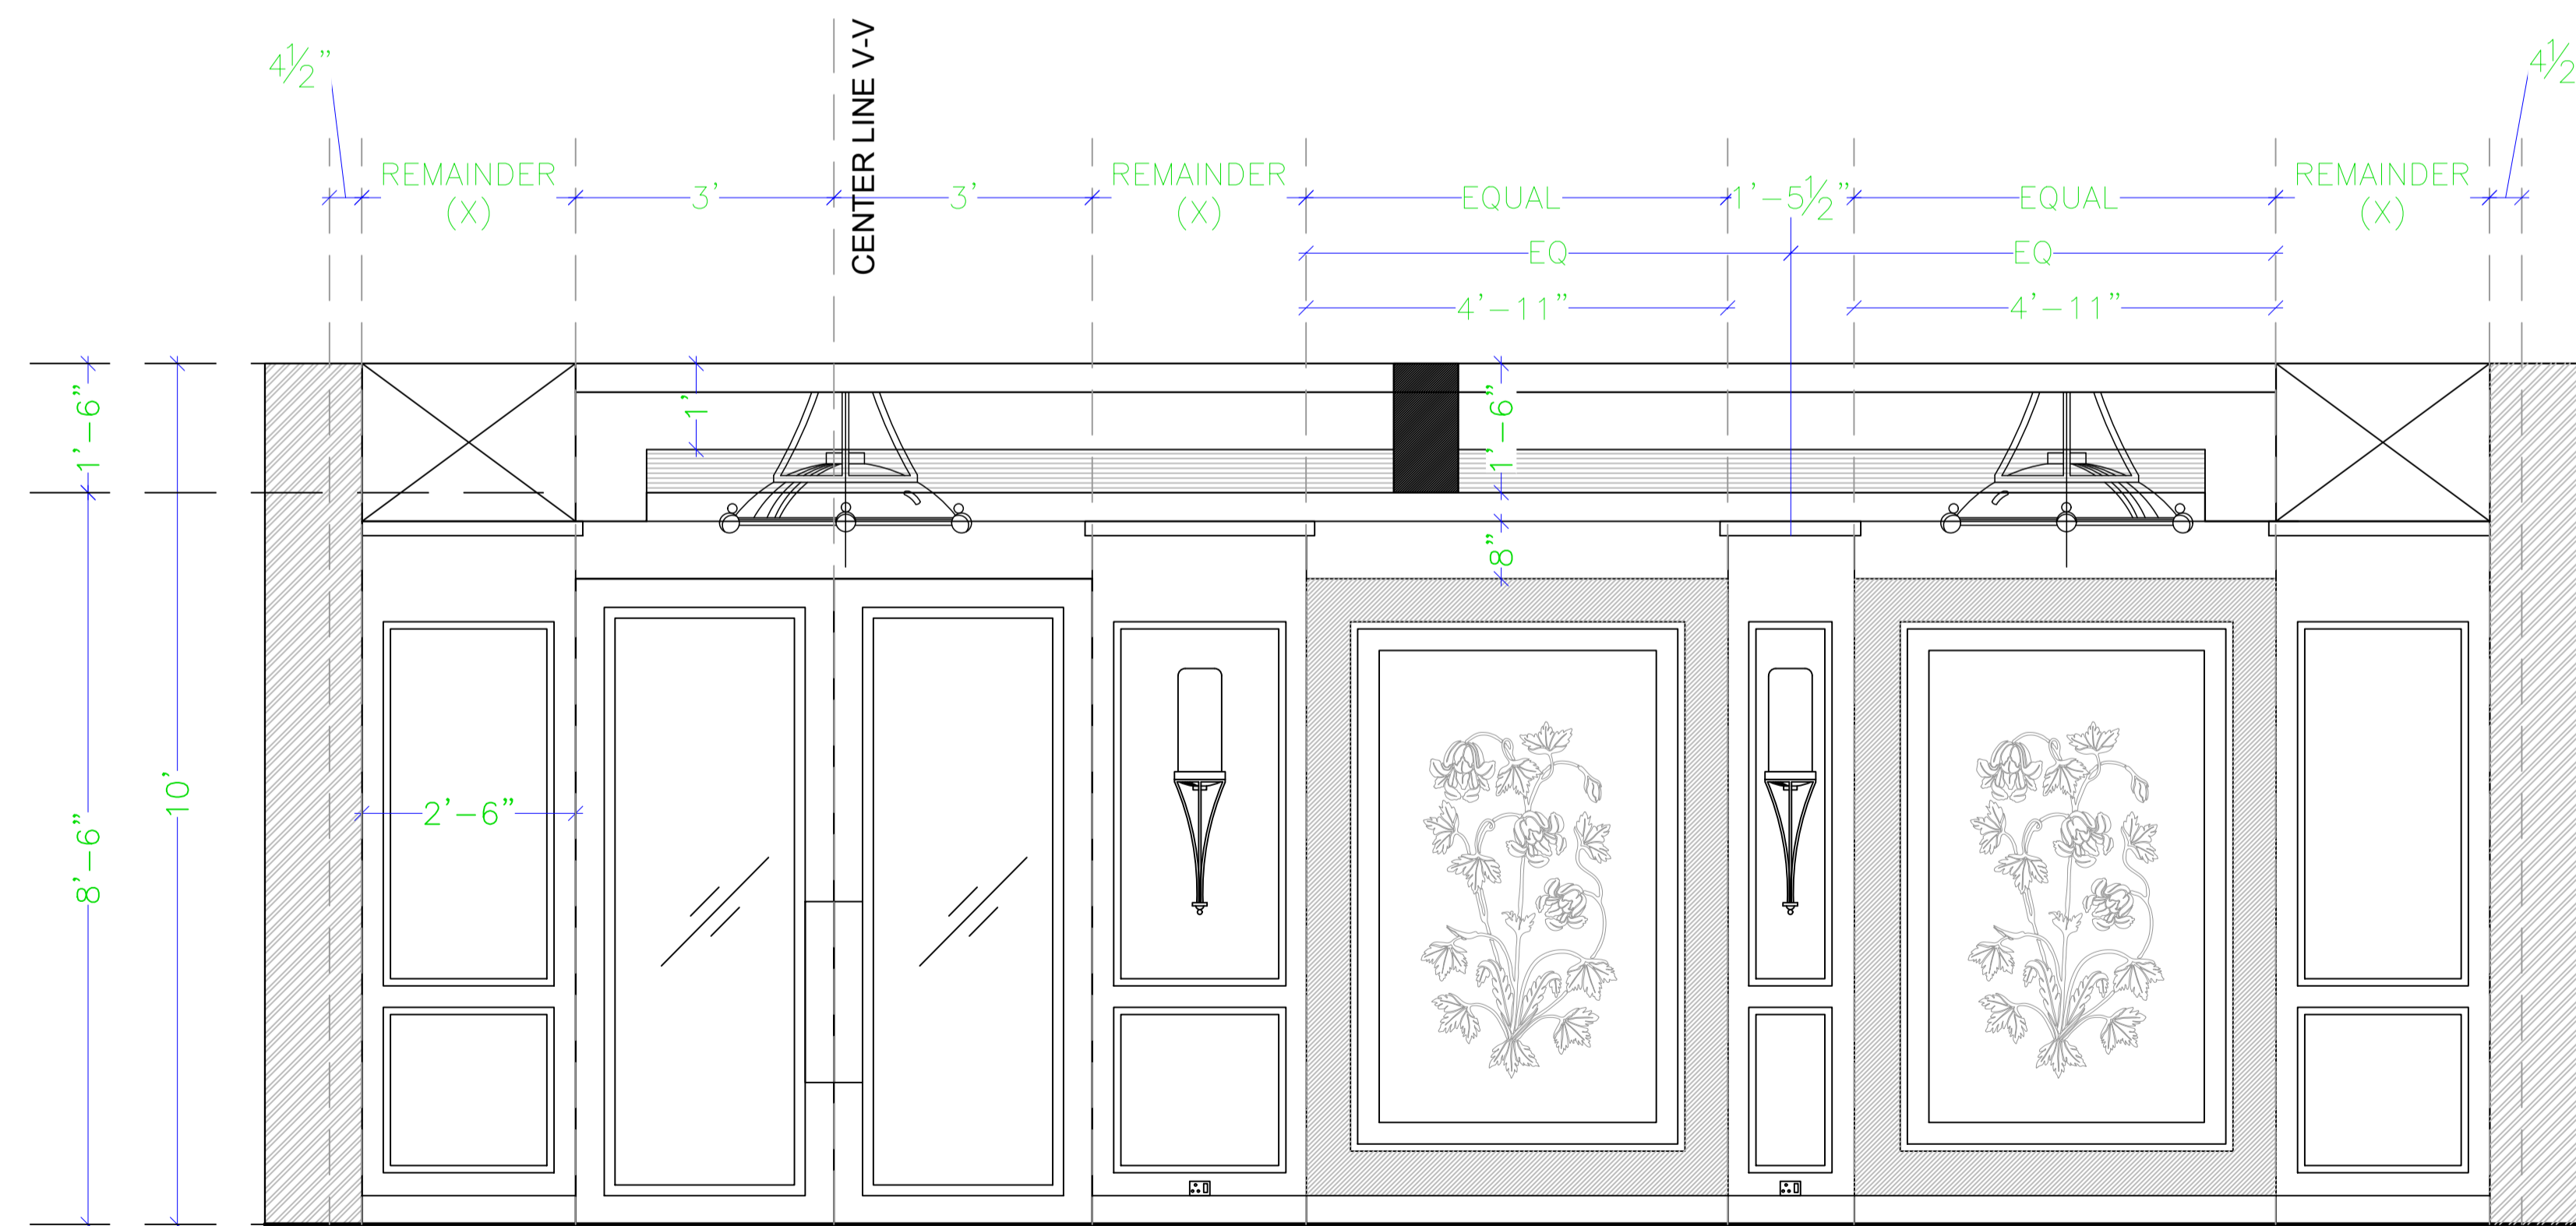 4½"
CENTER LINE V-V
4½
REMAINDER
(X)
3'
3'
REMAINDER
(X)
EQUAL
1'-5½"
EQUAL
REMAINDER
(X)
EQ
EQ
4'-11"
4'-11"
1'-6"
1'
1'-6"
8"
10'
2'-6"
8'-6"